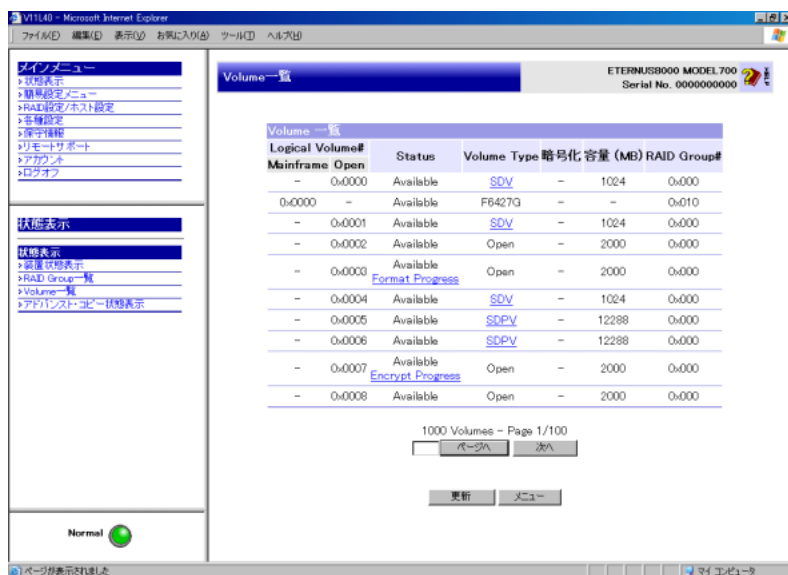 V11L40 - Microsoft Internet Explorer
ファイル(F) 編集(E) 表示(V) お気に入り(A) ツール(T) ヘルプ(H)
メインメニュー
状態表示
簡易設定メニュー
RAID設定/ホスト設定
各種設定
保守情報
リモートサポート
アカウント
ログオフ
状態表示
状態表示
装置状態表示
RAID Group一覧
Volume一覧
アドバンスト・コピー状態表示
Normal
Volume一覧
ETERNUS8000 MODEL700
Serial No. 0000000000
Volume 一覧
Logical Volume# Status Volume Type 暗号化 容量 (MB) RAID Group#
Mainframe Open
- 0x0000 Available SDV - 1024 0x000
0x0000 - Available F6427G - - 0x010
- 0x0001 Available SDV - 1024 0x000
- 0x0002 Available Open - 2000 0x000
- 0x0003 Available Format Progress Open - 2000 0x000
- 0x0004 Available SDV - 1024 0x000
- 0x0005 Available SDPV - 12288 0x000
- 0x0006 Available SDPV - 12288 0x000
- 0x0007 Available Encrypt Progress Open - 2000 0x000
- 0x0008 Available Open - 2000 0x000
1000 Volumes - Page 1/100
ページへ 次へ
更新 メニュー
ページが表示されました マイ コンピュータ